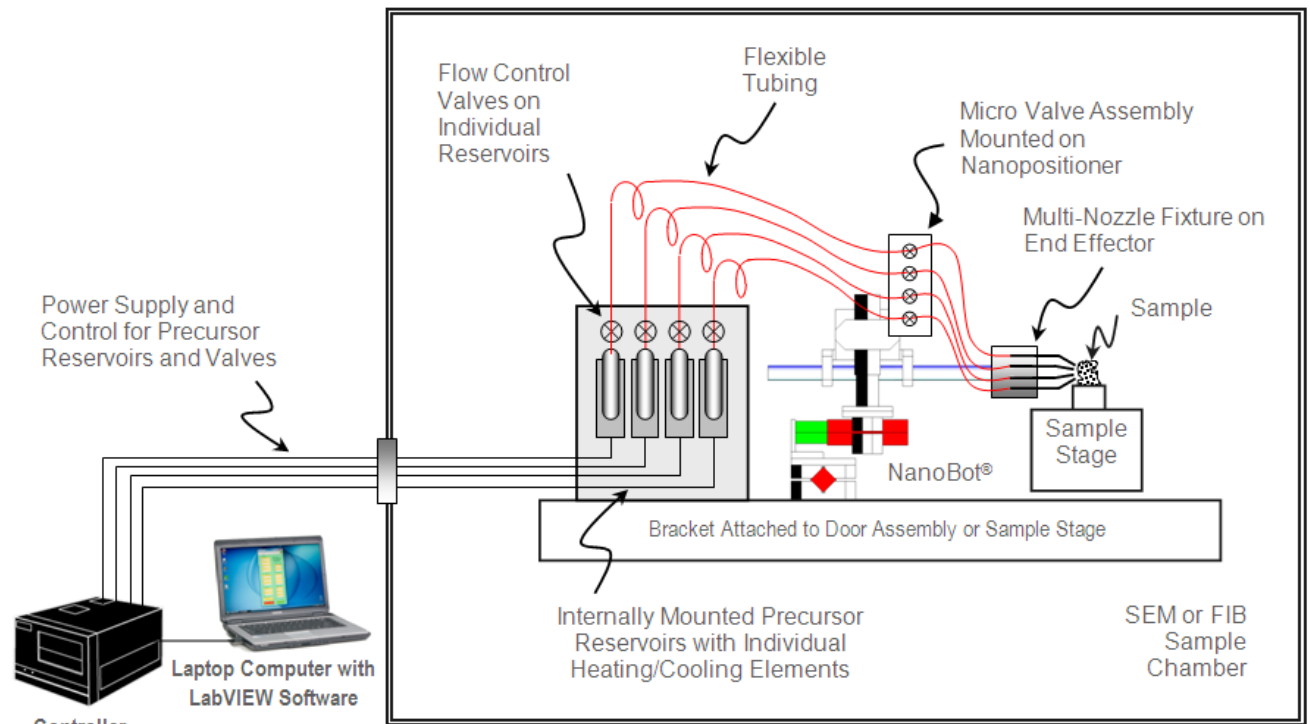 Flow Control
Valves on
Individual
Reservoirs
Flexible
Tubing
Micro Valve Assembly
Mounted on
Nanopositioner
Multi-Nozzle Fixture on
End Effector
Sample
Power Supply and
Control for Precursor
Reservoirs and Valves
Sample
Stage
NanoBot®
Bracket Attached to Door Assembly or Sample Stage
Internally Mounted Precursor
Reservoirs with Individual
Heating/Cooling Elements
SEM or FIB
Sample
Chamber
Laptop Computer with
LabVIEW Software
Controller